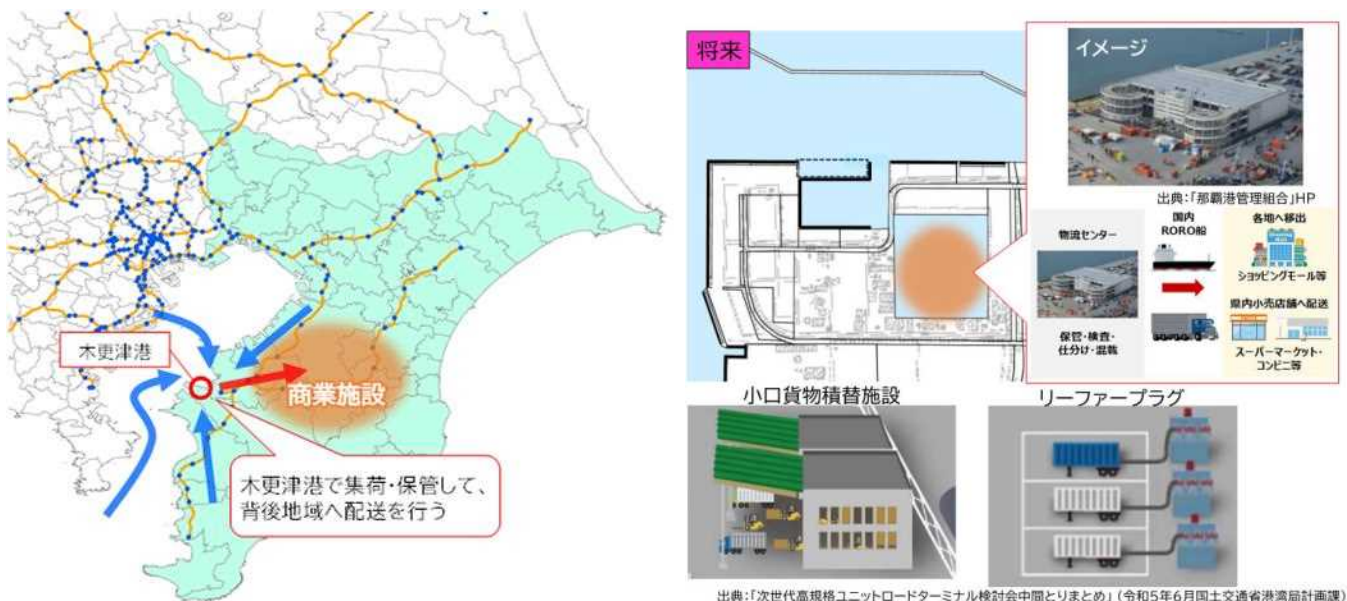 木更津港
商業施設
木更津港で集荷・保管して、
背後地域へ配送を行う
将来
イメージ
出典:「那覇港管理組合」HP
物流センター
保管・検査・
仕分け・混載
国内
RORO船
各地へ移出
ショッピングモール等
県内小売店舗へ配送
スーパーマーケット・
コンビニ等
小口貨物積替施設
リーファープラグ
出典:「次世代高規格ユニットロードターミナル検討会中間とりまとめ」(令和5年6月国土交通省港湾局計画課)